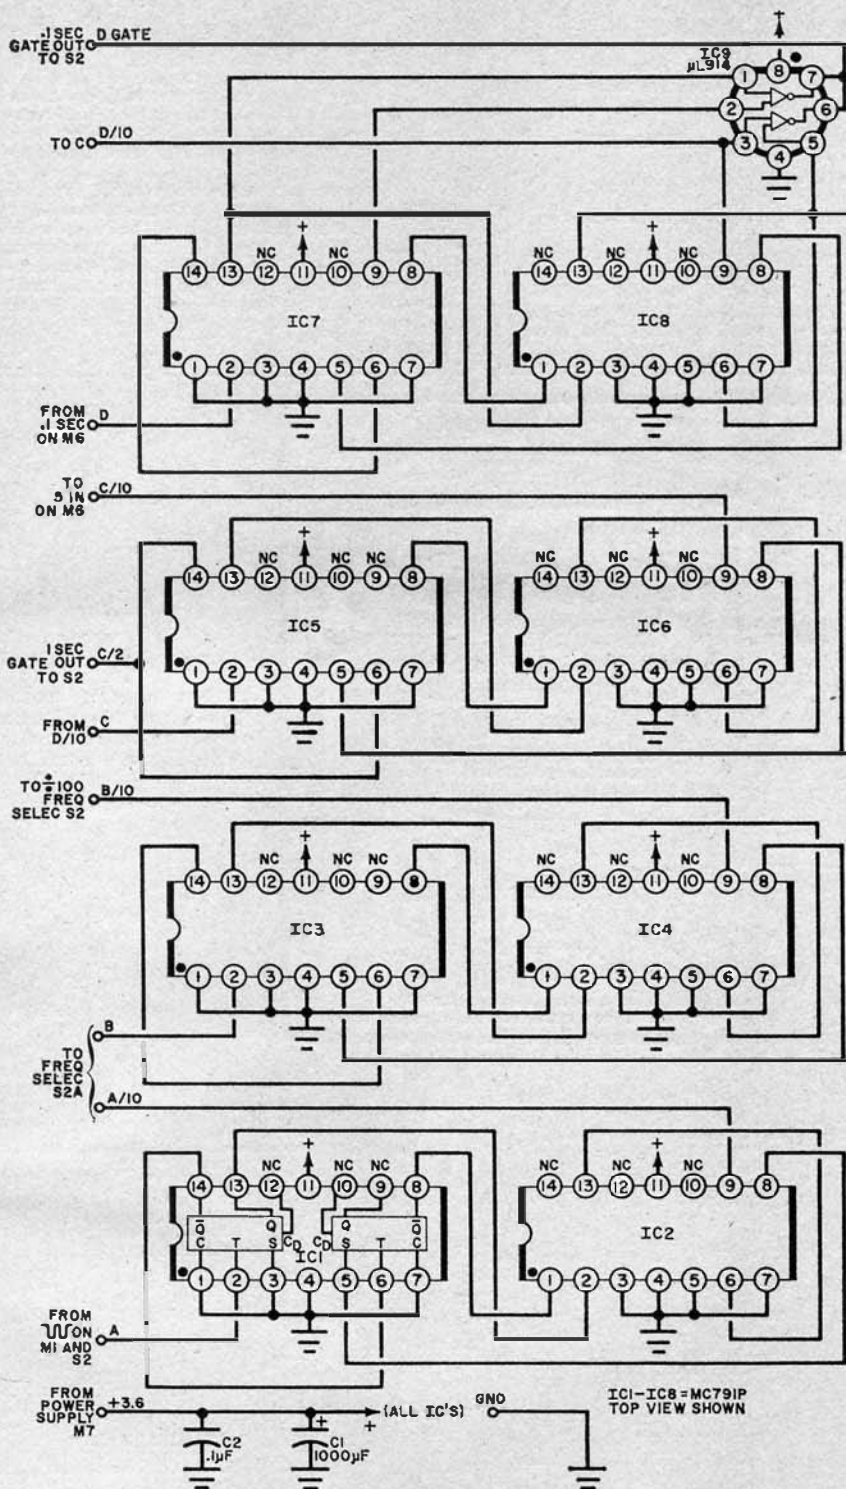 .1SEC
GATE OUT
TO S2
D GATE
+
IC9
μL914
8
1
7
2
6
3
5
4
TO C
D/10
+
NC
NC
14
13
12
11
10
9
8
IC7
1
2
3
4
5
6
7
+
NC
NC
NC
14
13
12
11
10
9
8
IC8
1
2
3
4
5
6
7
FROM
.1 SEC
ON M6
D
TO
5 IN
ON M6
C/10
+
NC
NC
NC
14
13
12
11
10
9
8
IC5
1
2
3
4
5
6
7
+
NC
NC
NC
14
13
12
11
10
9
8
IC6
1
2
3
4
5
6
7
1SEC
GATE OUT
TO S2
C/2
FROM
D/10
C
TO ÷100
FREQ
SELEC S2
B/10
+
NC
NC
NC
14
13
12
11
10
9
8
IC3
1
2
3
4
5
6
7
+
NC
NC
NC
14
13
12
11
10
9
8
IC4
1
2
3
4
5
6
7
B
TO
FREQ
SELEC
S2A
A/10
+
NC
NC
NC
14
13
12
11
10
9
8
Q̅ Q
C T S
CD
IC1
CD
Q Q̅
S T C
1
2
3
4
5
6
7
+
NC
NC
NC
14
13
12
11
10
9
8
IC2
1
2
3
4
5
6
7
FROM
ON
M1 AND
S2
A
FROM
POWER
SUPPLY
M7
+3.6
C2
.1μF
+
C1
1000μF
+
(ALL IC'S)
GND
IC1-IC8=MC791P
TOP VIEW SHOWN